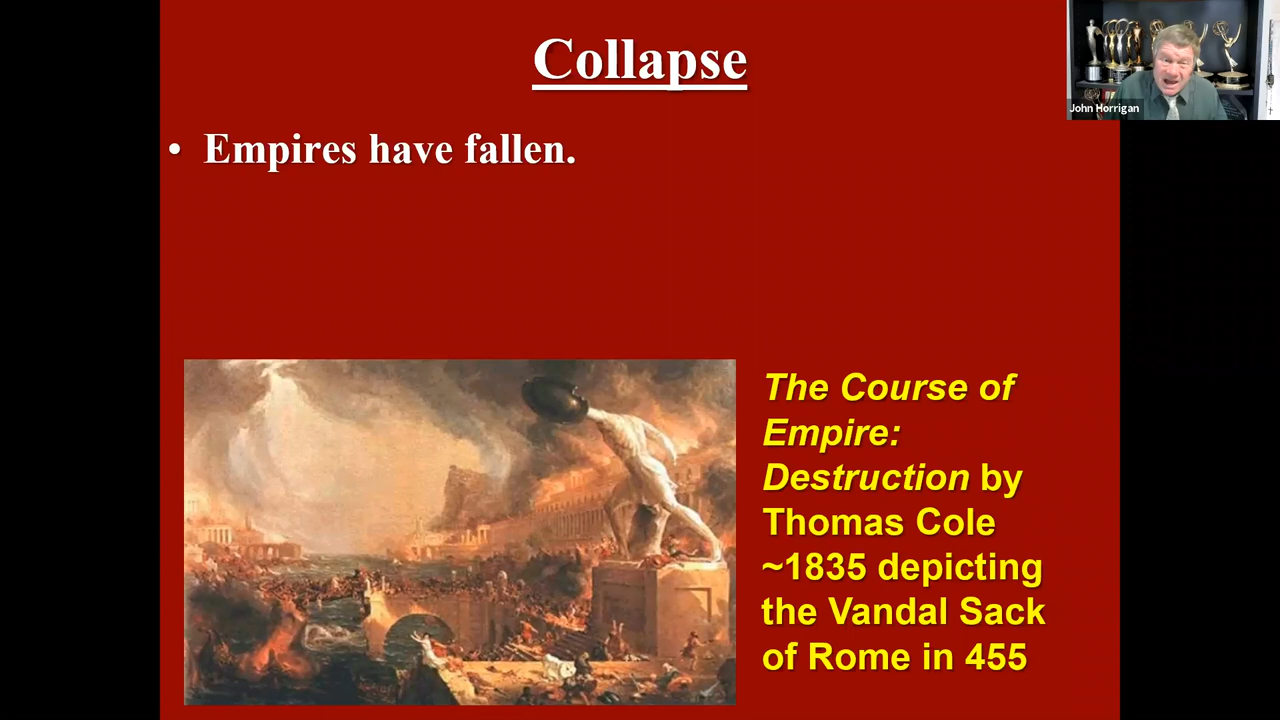 Collapse
John Horrigan
• Empires have fallen.
The Course of
Empire:
Destruction by
Thomas Cole
~1835 depicting
the Vandal Sack
of Rome in 455